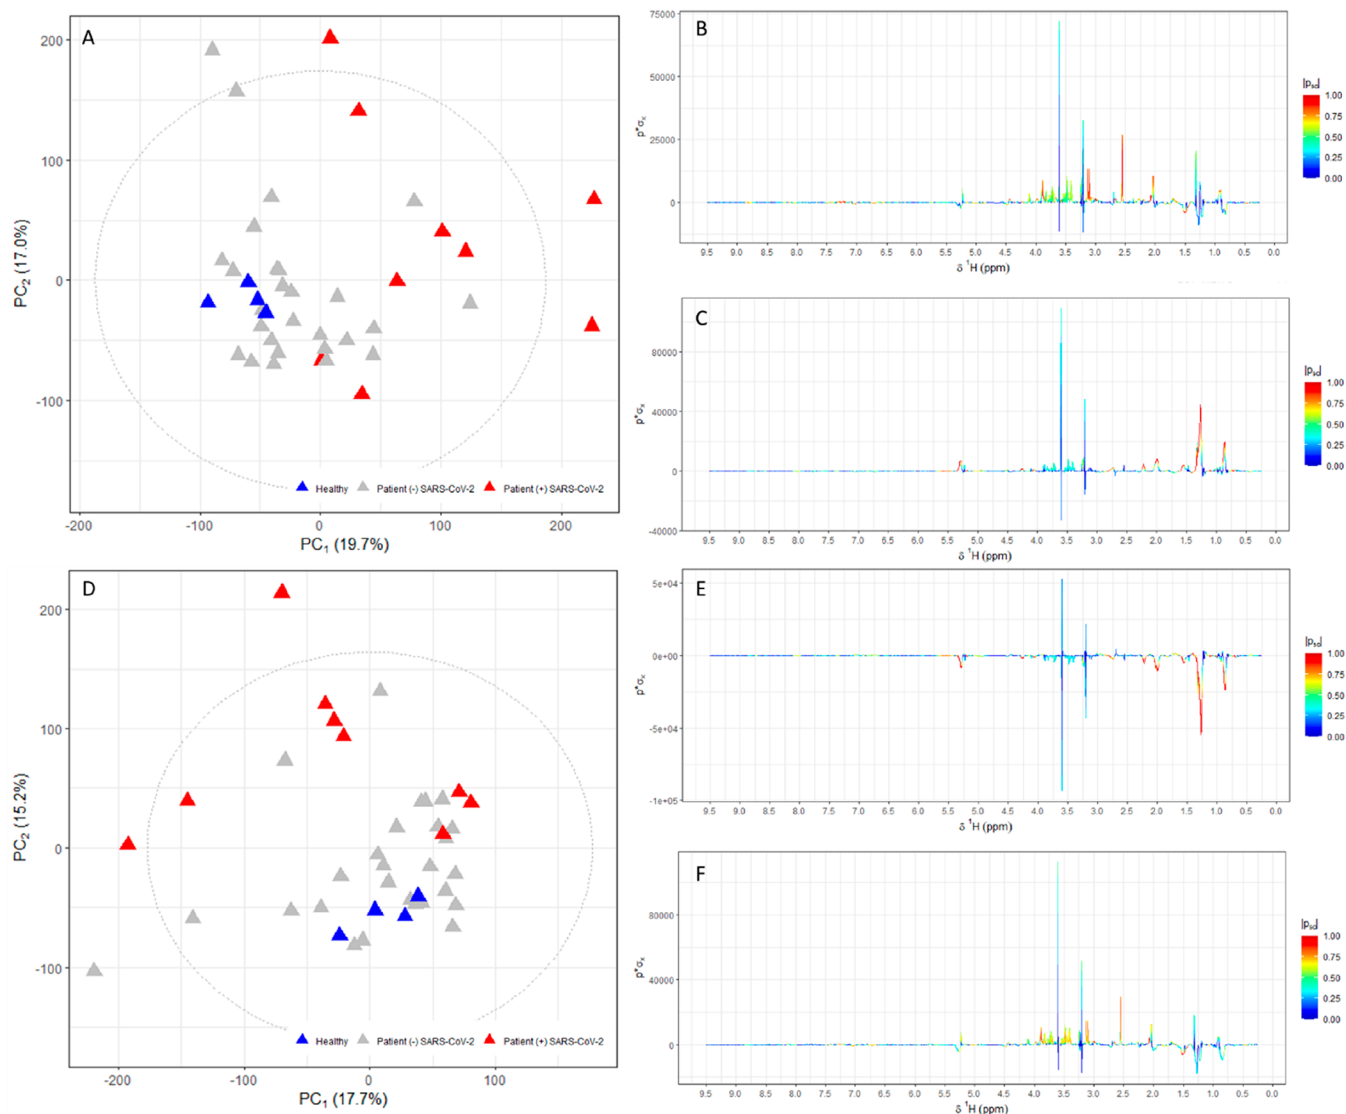 A
200
100
0
-100
PC2 (17.0%)
Healthy Patient (-) SARS-CoV-2 Patient (+) SARS-CoV-2
-200 -100 0 100 200
PC1 (19.7%)
B
75000
50000
25000
0
p*σx
9.5 9.0 8.5 8.0 7.5 7.0 6.5 6.0 5.5 5.0 4.5 4.0 3.5 3.0 2.5 2.0 1.5 1.0 0.5 0.0
δ 1H (ppm)
|psd|
1.00
0.75
0.50
0.25
0.00
C
80000
40000
0
-40000
p*σx
9.5 9.0 8.5 8.0 7.5 7.0 6.5 6.0 5.5 5.0 4.5 4.0 3.5 3.0 2.5 2.0 1.5 1.0 0.5 0.0
δ 1H (ppm)
|psd|
1.00
0.75
0.50
0.25
0.00
D
200
100
0
-100
PC2 (15.2%)
Healthy Patient (-) SARS-CoV-2 Patient (+) SARS-CoV-2
-200 -100 0 100
PC1 (17.7%)
E
5e+04
0e+00
-5e+04
-1e+05
p*σx
9.5 9.0 8.5 8.0 7.5 7.0 6.5 6.0 5.5 5.0 4.5 4.0 3.5 3.0 2.5 2.0 1.5 1.0 0.5 0.0
δ 1H (ppm)
|psd|
1.00
0.75
0.50
0.25
0.00
F
80000
40000
0
p*σx
9.5 9.0 8.5 8.0 7.5 7.0 6.5 6.0 5.5 5.0 4.5 4.0 3.5 3.0 2.5 2.0 1.5 1.0 0.5 0.0
δ 1H (ppm)
|psd|
1.00
0.75
0.50
0.25
0.00